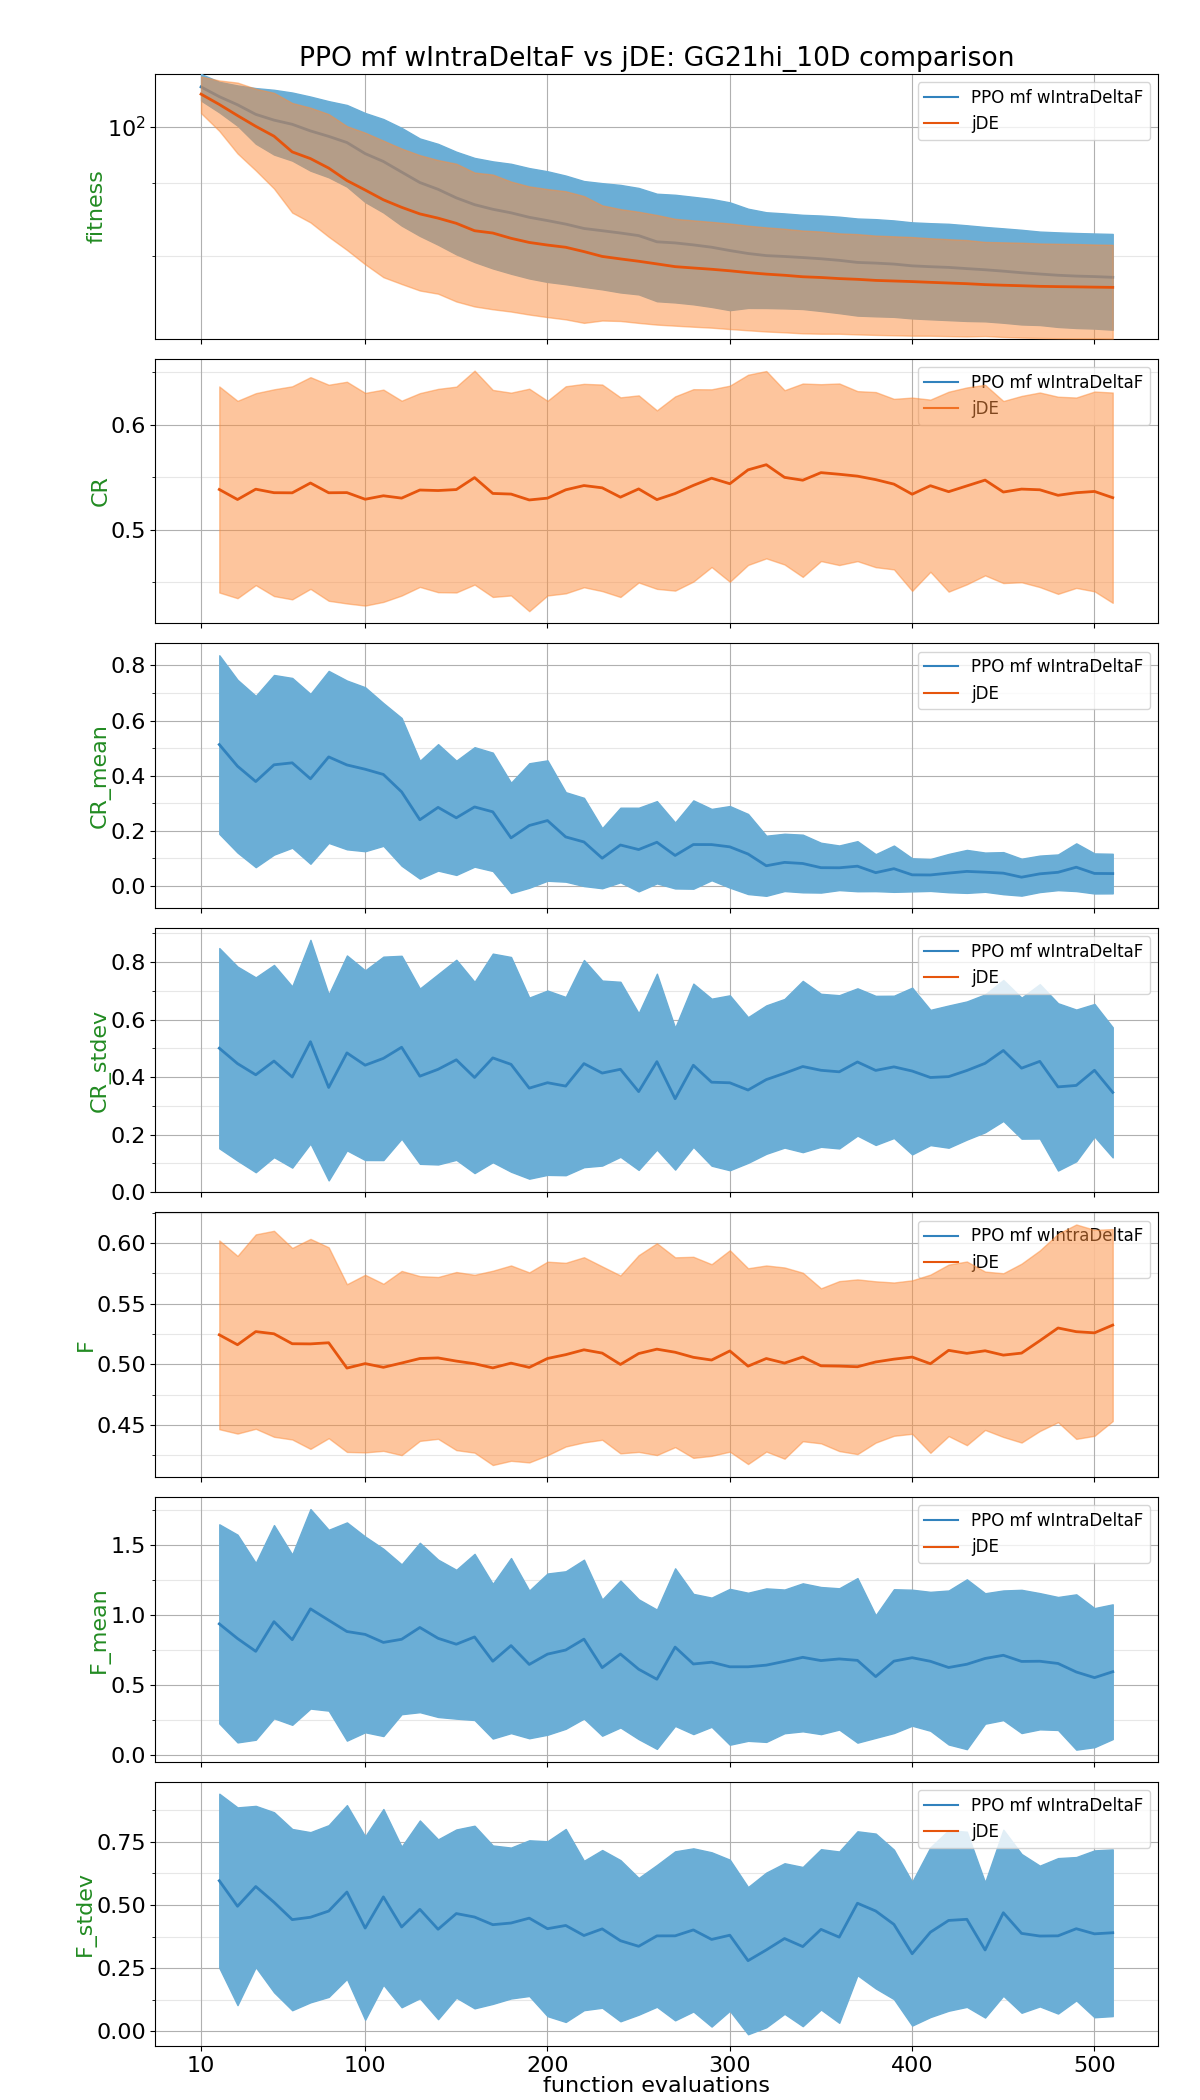 PPO mf wIntraDeltaF vs jDE: GG21hi_10D comparison
PPO mf wIntraDeltaF
jDE
10²
fitness
PPO mf wIntraDeltaF
jDE
0.6
0.5
CR
PPO mf wIntraDeltaF
jDE
0.8
0.6
0.4
0.2
0.0
CR_mean
PPO mf wIntraDeltaF
jDE
0.8
0.6
0.4
0.2
0.0
CR_stdev
PPO mf wIntraDeltaF
jDE
0.60
0.55
0.50
0.45
F
PPO mf wIntraDeltaF
jDE
1.5
1.0
0.5
0.0
F_mean
PPO mf wIntraDeltaF
jDE
0.75
0.50
0.25
0.00
F_stdev
10 100 200 300 400 500
function evaluations